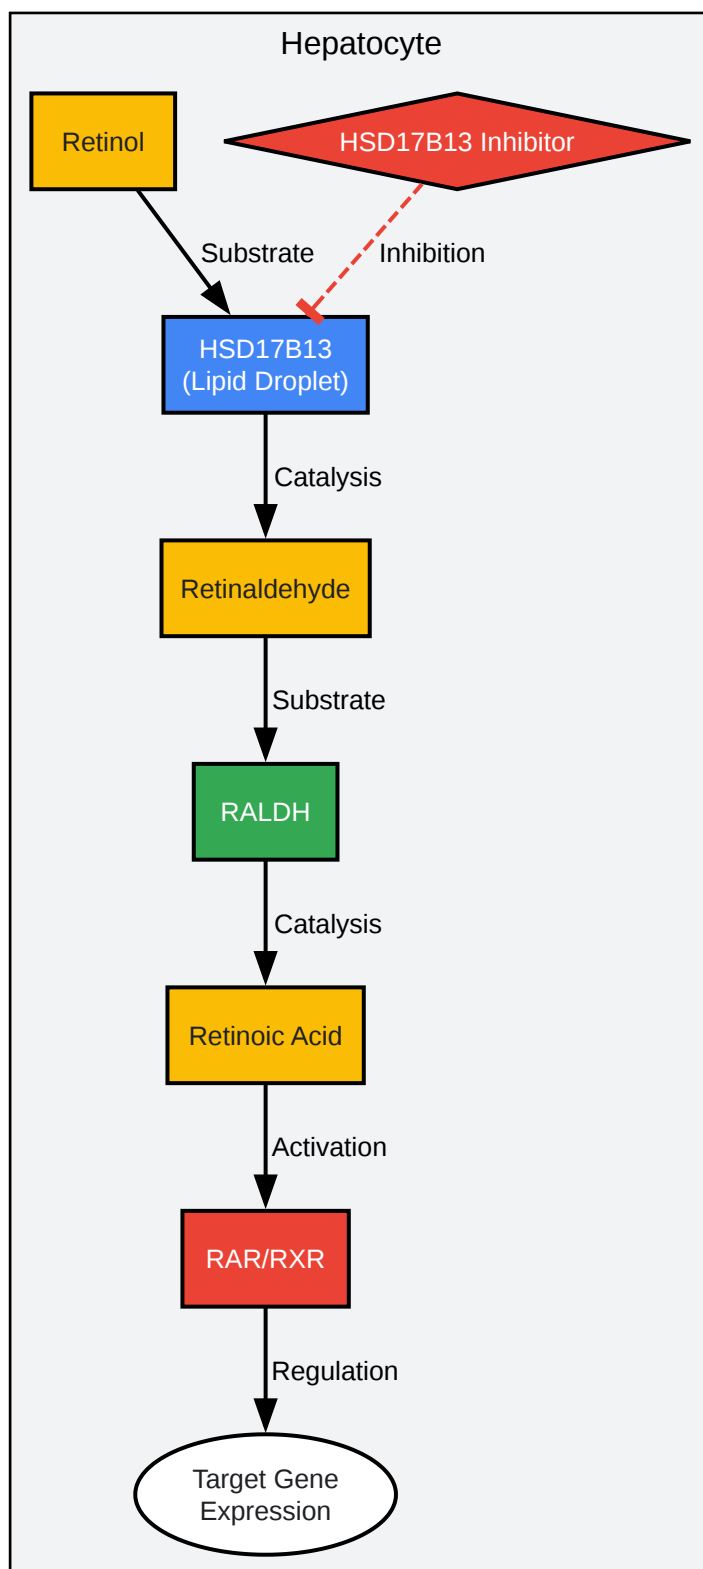 Hepatocyte
Retinol
HSD17B13 Inhibitor
Substrate
Inhibition
HSD17B13
(Lipid Droplet)
Catalysis
Retinaldehyde
Substrate
RALDH
Catalysis
Retinoic Acid
Activation
RAR/RXR
Regulation
Target Gene
Expression